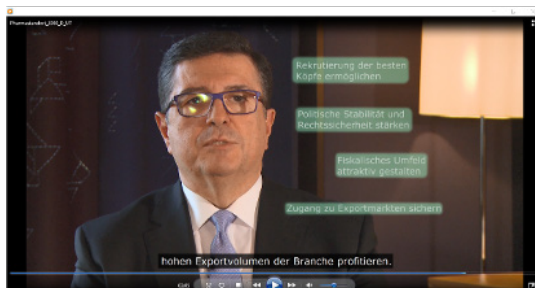 Rekrutierung der besten
Köpfe ermöglichen
Politische Stabilität und
Rechtssicherheit stärken
Fiskalisches Umfeld
attraktiv gestalten
Zugang zu Exportmärkten sichern
hohen Exportvolumen der Branche profitieren.